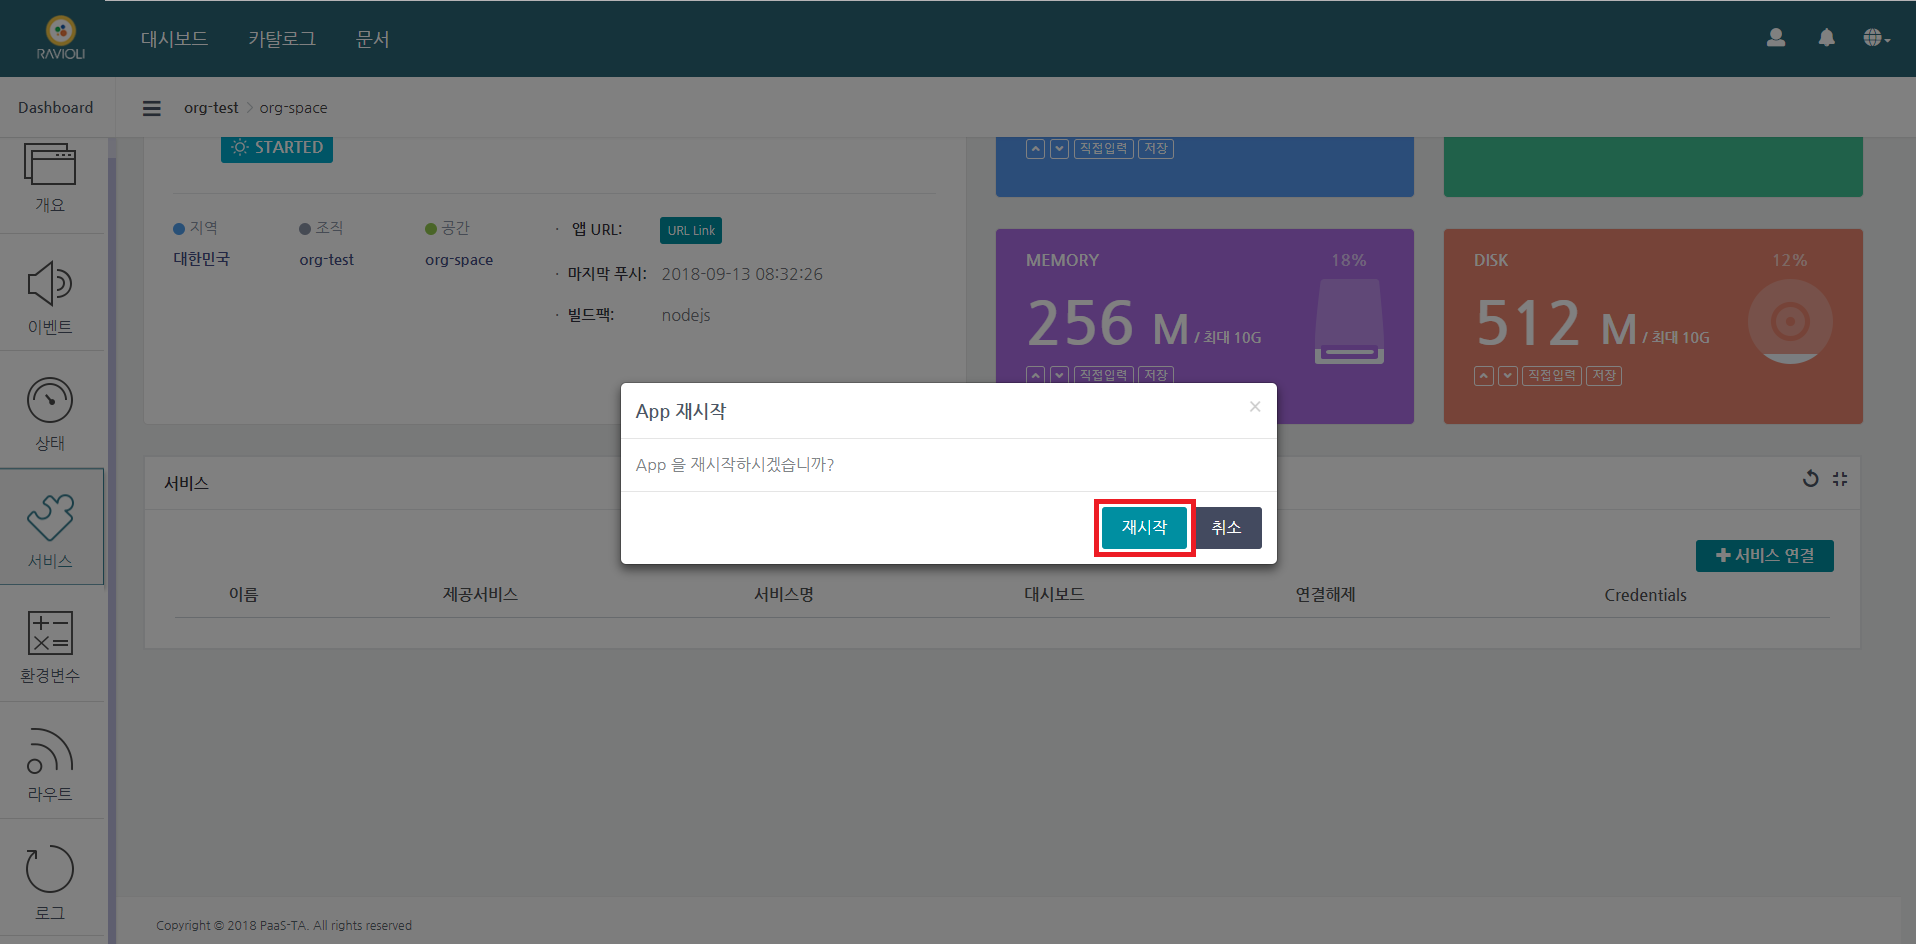 RAVIOLI
대시보드 카탈로그 문서
Dashboard
org-test > org-space
개요
이벤트
상태
서비스
환경변수
라우트
로그
STARTED
지역
대한민국
조직
org-test
공간
org-space
· 앱 URL: URL Link
· 마지막 푸시: 2018-09-13 08:32:26
· 빌드팩: nodejs
직접입력 저장
MEMORY 18%
256 M / 최대 10G
직접입력 저장
DISK 12%
512 M / 최대 10G
직접입력 저장
App 재시작 ×
App 을 재시작하시겠습니까?
재시작 취소
서비스
+ 서비스 연결
이름 제공서비스 서비스명 대시보드 연결해제 Credentials
Copyright © 2018 PaaS-TA. All rights reserved